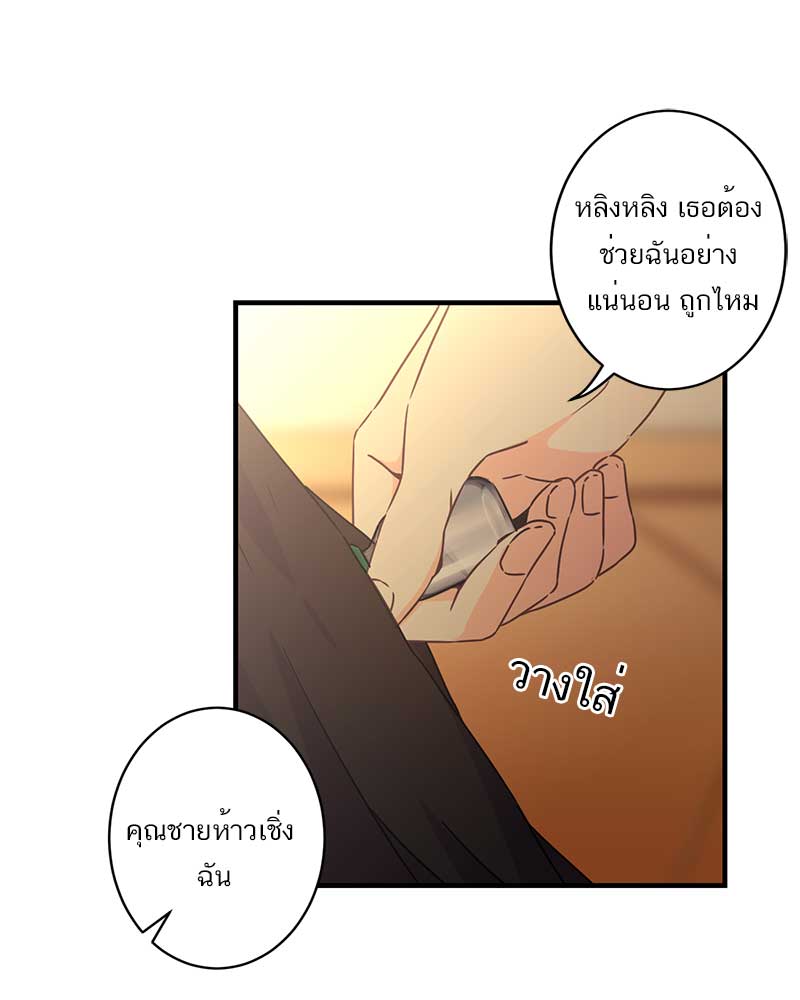 หลิงหลิง เธอต้อง
ช่วยฉันอย่าง
แน่นอน ถูกไหม
วางใส่
คุณชายห้าวเชิ่ง
ฉัน